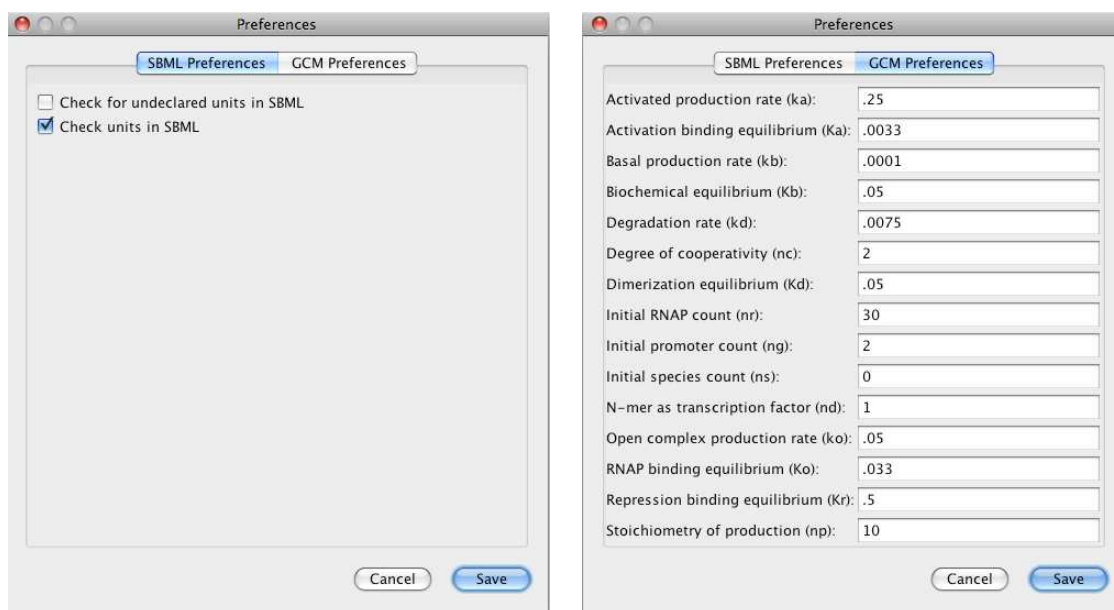 Preferences
SBML Preferences GCM Preferences
Check for undeclared units in SBML
Check units in SBML
Cancel Save
Preferences
SBML Preferences GCM Preferences
Activated production rate (ka): .25
Activation binding equilibrium (Ka): .0033
Basal production rate (kb): .0001
Biochemical equilibrium (Kb): .05
Degradation rate (kd): .0075
Degree of cooperativity (nc): 2
Dimerization equilibrium (Kd): .05
Initial RNAP count (nr): 30
Initial promoter count (ng): 2
Initial species count (ns): 0
N-mer as transcription factor (nd): 1
Open complex production rate (ko): .05
RNAP binding equilibrium (Ko): .033
Repression binding equilibrium (Kr): .5
Stoichiometry of production (np): 10
Cancel Save